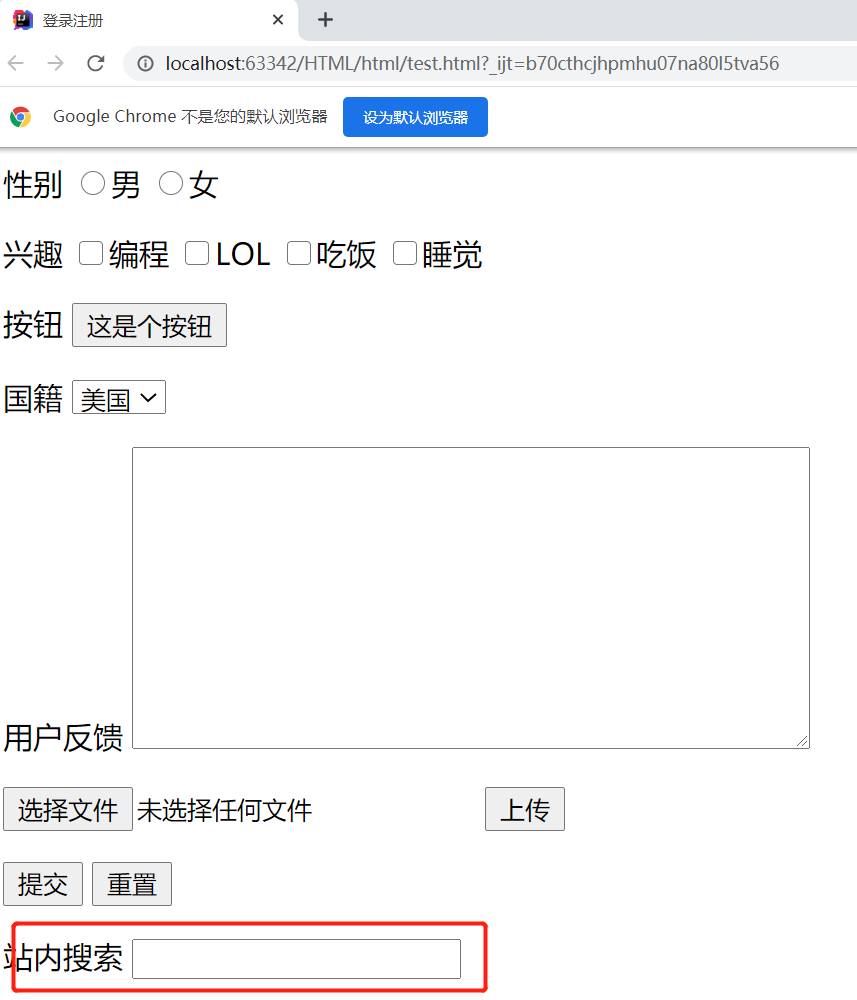 登录注册
localhost:63342/HTML/html/test.html?_ijt=b70cthcjhpmhu07na80l5tva56
Google Chrome 不是您的默认浏览器 设为默认浏览器
性别 男 女
兴趣 编程 LOL 吃饭 睡觉
按钮 这是个按钮
国籍 美国
用户反馈
选择文件 未选择任何文件 上传
提交 重置
站内搜索